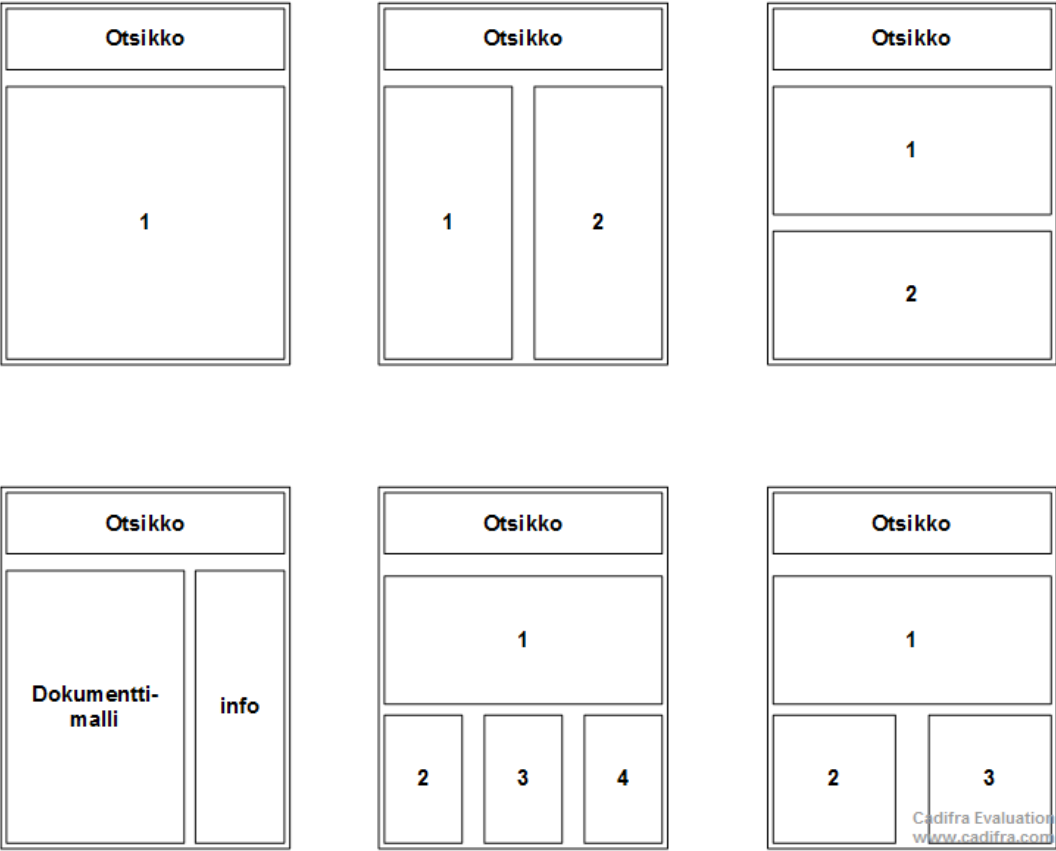 Otsikko
1
Otsikko
1 2
Otsikko
1
2
Otsikko
Dokumentti-
malli
info
Otsikko
1
2 3 4
Otsikko
1
2 3
Cadifra Evaluation
www.cadifra.com